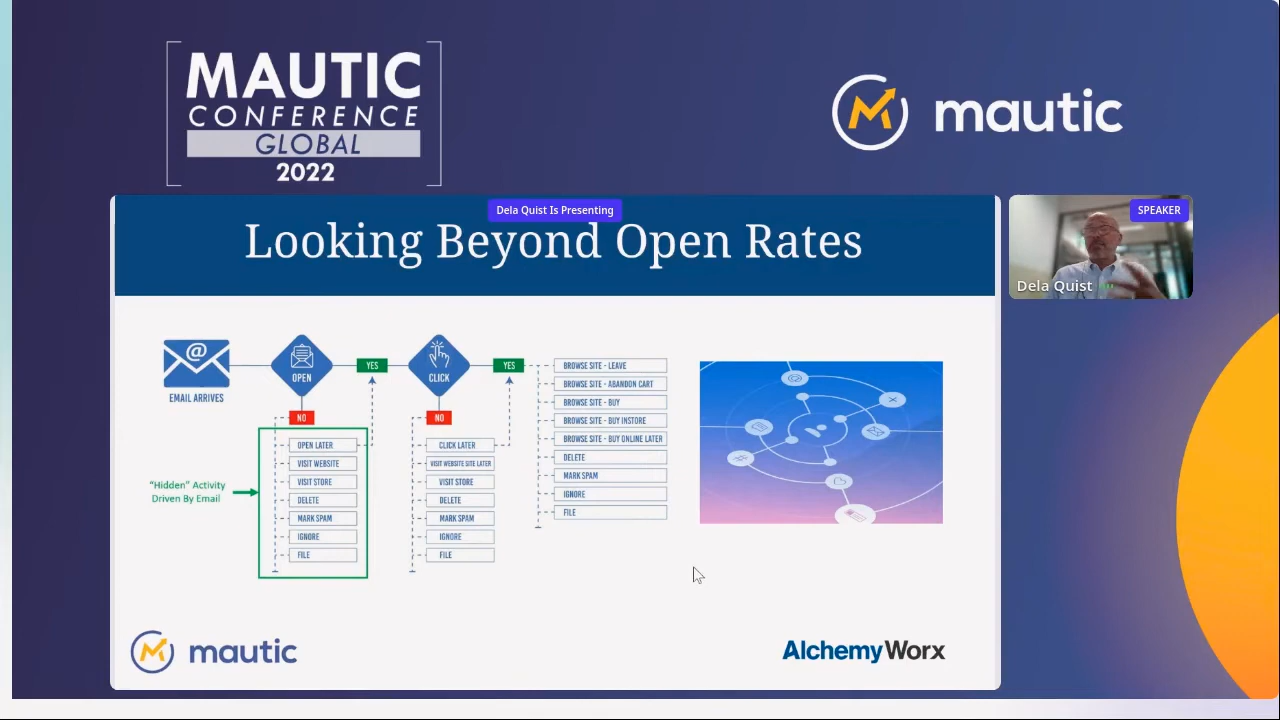 MAUTIC
CONFERENCE
GLOBAL
2022
mautic
Dela Quist Is Presenting
SPEAKER
Dela Quist
Looking Beyond Open Rates
@
EMAIL ARRIVES
OPEN
YES
CLICK
YES
NO
NO
OPEN LATER
VISIT WEBSITE
VISIT STORE
DELETE
MARK SPAM
IGNORE
FILE
"Hidden" Activity
Driven By Email
CLICK LATER
VISIT WEBSITE SITE LATER
VISIT STORE
DELETE
MARK SPAM
IGNORE
FILE
BROWSE SITE - LEAVE
BROWSE SITE - ABANDON CART
BROWSE SITE - BUY
BROWSE SITE - BUY INSTORE
BROWSE SITE - BUY ONLINE LATER
DELETE
MARK SPAM
IGNORE
FILE
mautic
AlchemyWorx